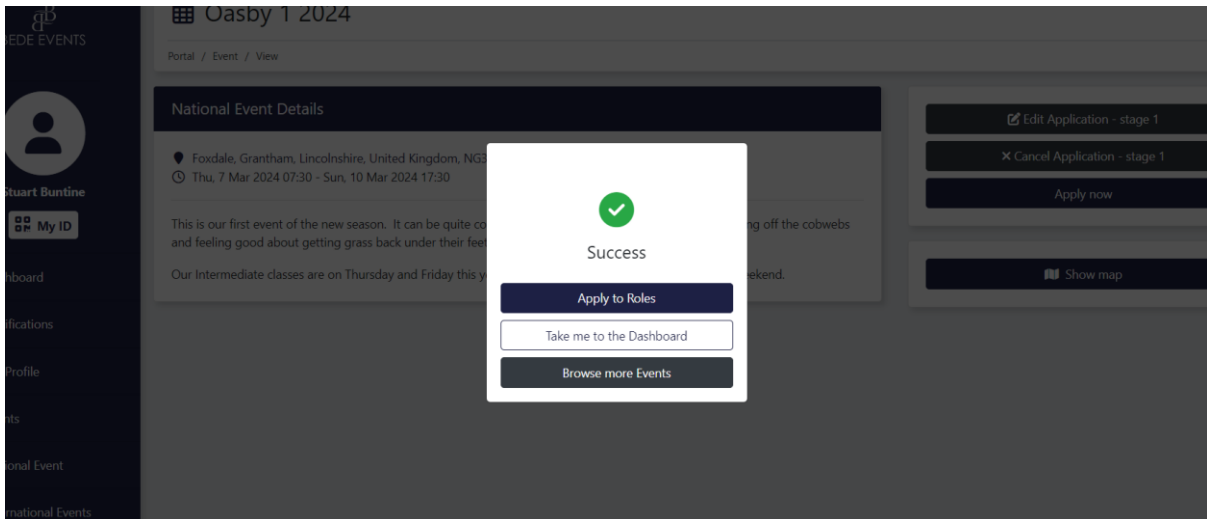 Oasby 1 2024
BEDE EVENTS
Portal / Event / View
Stuart Buntine
My ID
National Event Details
Foxdale, Grantham, Lincolnshire, United Kingdom, NG3
Thu, 7 Mar 2024 07:30 - Sun, 10 Mar 2024 17:30
This is our first event of the new season. It can be quite co
ng off the cobwebs
and feeling good about getting grass back under their feet
Our Intermediate classes are on Thursday and Friday this y
ekend.
Success
Apply to Roles
Take me to the Dashboard
Browse more Events
Edit Application - stage 1
Cancel Application - stage 1
Apply now
Show map
hboard
ifications
Profile
nts
ional Event
rnational Events